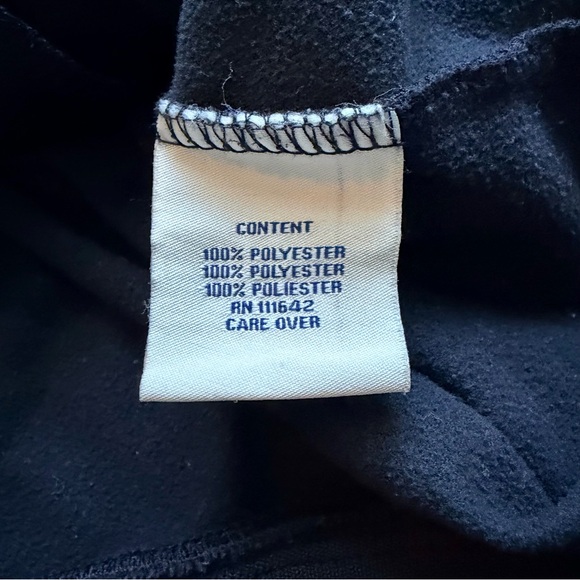 CONTENT
100% POLYESTER
100% POLYESTER
100% POLIESTER
RN 111642
CARE OVER